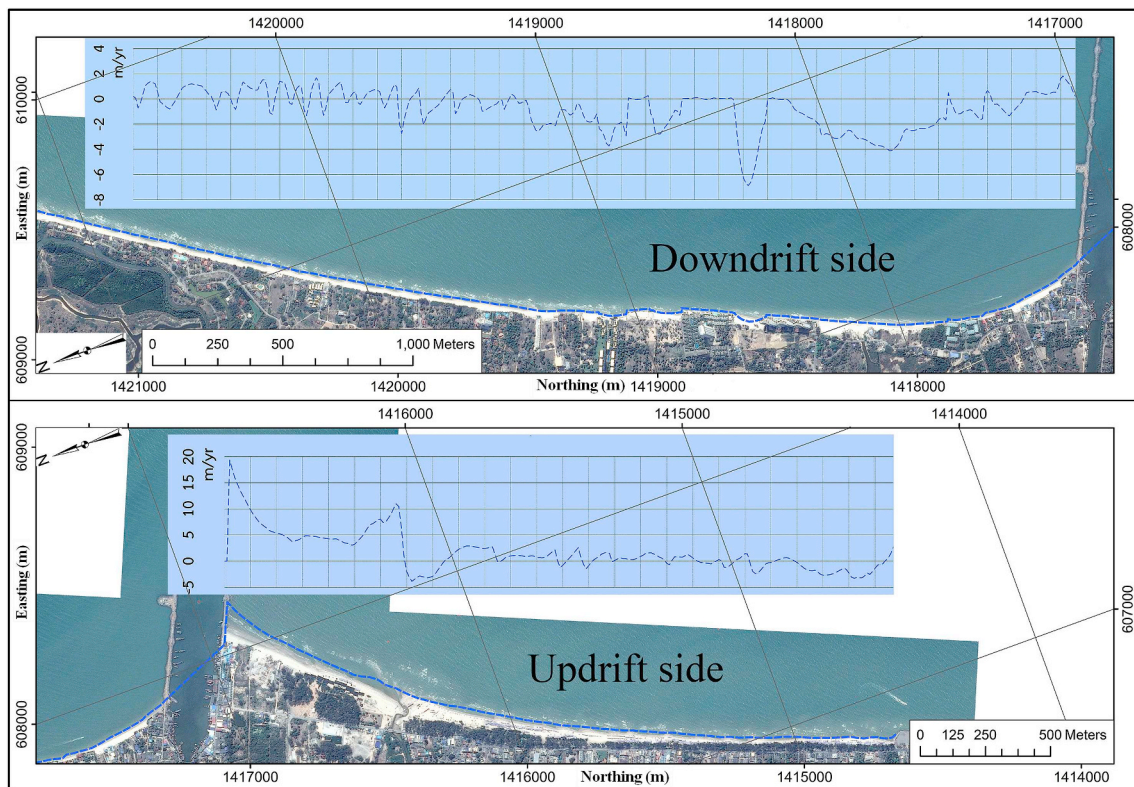 1420000
1419000
1418000
1417000
4
2
0
-2
-4
-6
-8
m/yr
610000
609000
Easting (m)
608000
Downdrift side
N
0 250 500 1,000 Meters
1421000
1420000
Northing (m)
1419000
1418000
1416000
1415000
1414000
609000
608000
Easting (m)
N
20
15
10
5
0
-5
m/yr
607000
Updrift side
0 125 250 500 Meters
1417000
1416000
Northing (m)
1415000
1414000